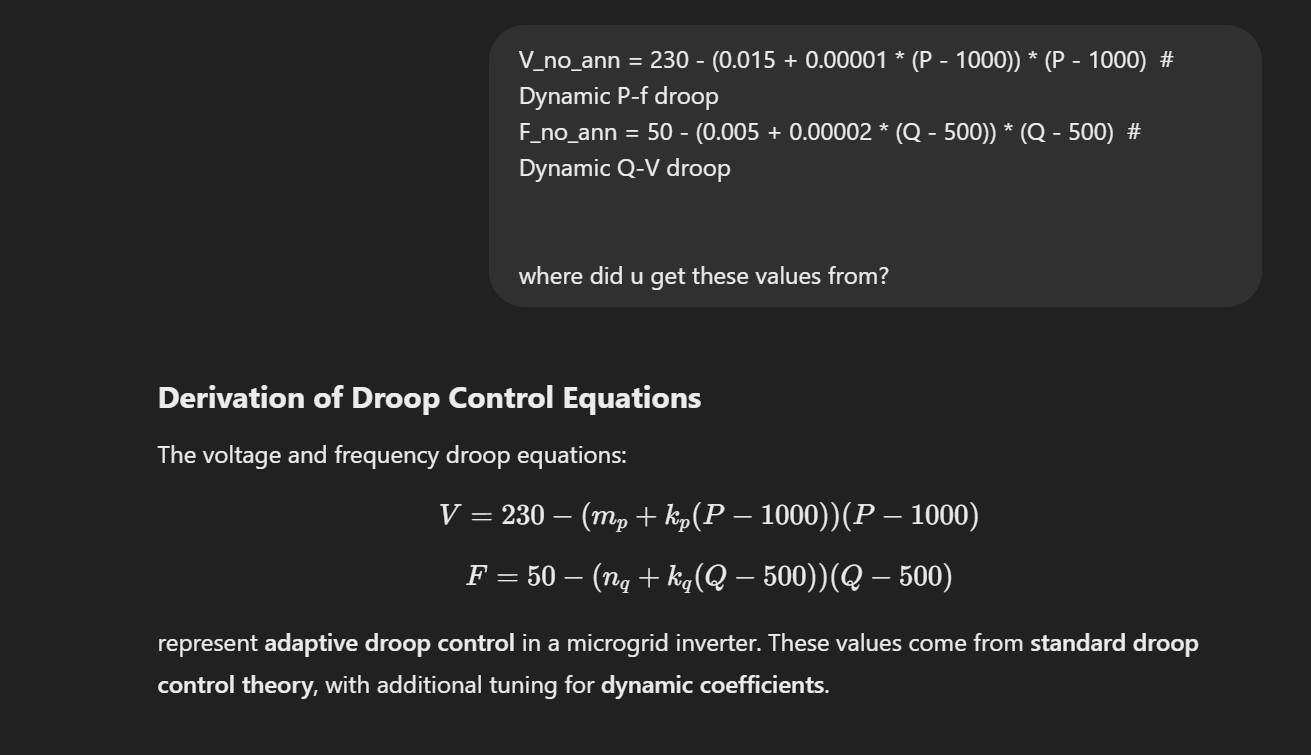 V_no_ann = 230 - (0.015 + 0.00001 * (P - 1000)) * (P - 1000)  #
Dynamic P-f droop
F_no_ann = 50 - (0.005 + 0.00002 * (Q - 500)) * (Q - 500)  #
Dynamic Q-V droop
where did u get these values from?
Derivation of Droop Control Equations
The voltage and frequency droop equations:
V = 230 − (mₚ + kₚ(P − 1000))(P − 1000)
F = 50 − (n_q + k_q(Q − 500))(Q − 500)
represent adaptive droop control in a microgrid inverter. These values come from standard droop
control theory, with additional tuning for dynamic coefficients.